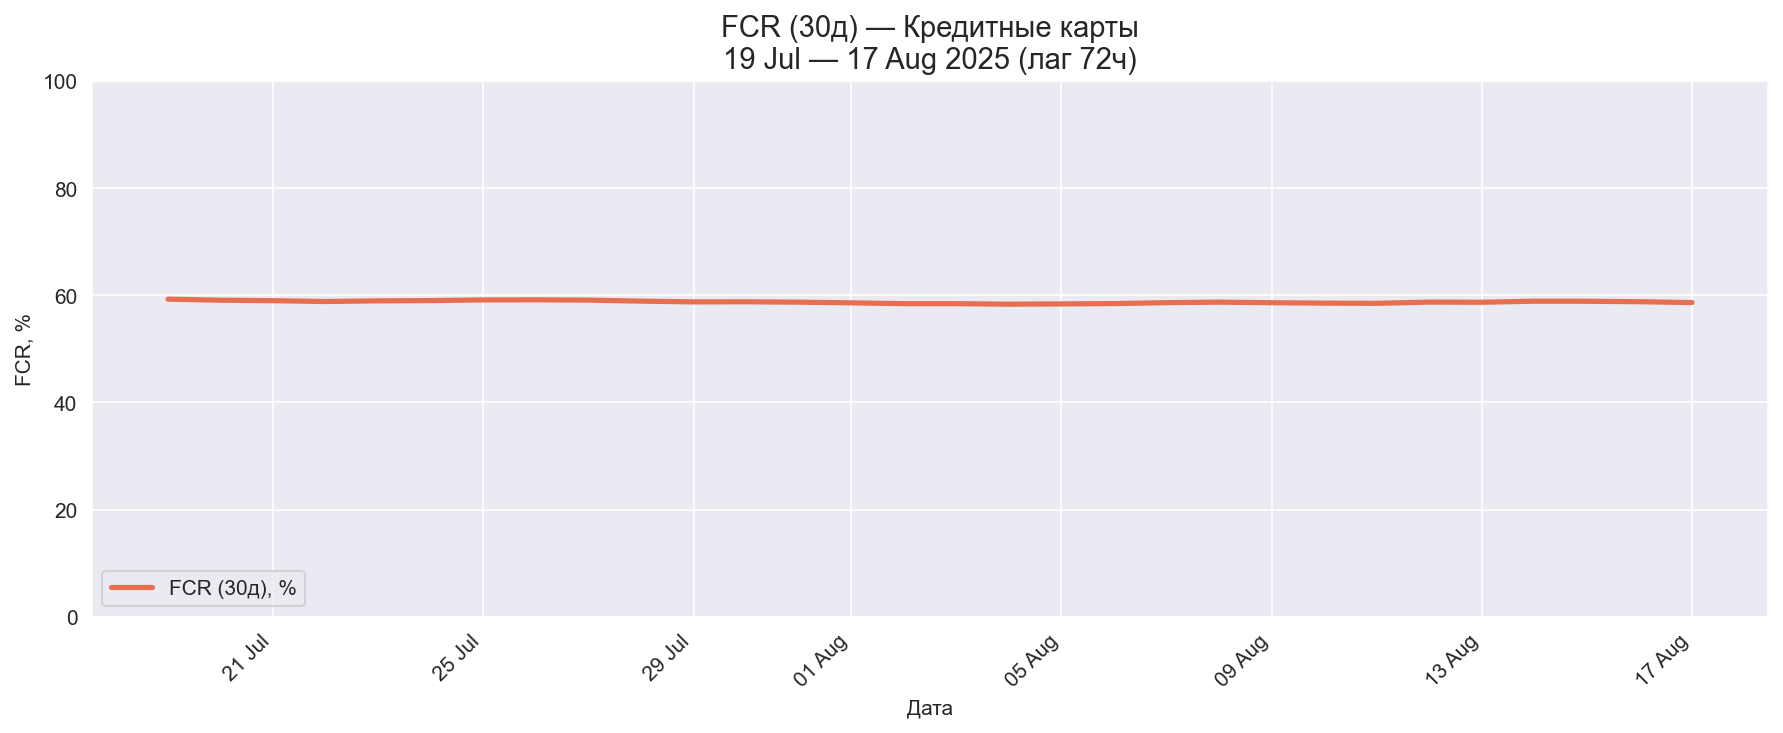 FCR (30д) — Кредитные карты
19 Jul — 17 Aug 2025 (лаг 72ч)
100
80
60
40
20
0
FCR, %
FCR (30д), %
21 Jul
25 Jul
29 Jul
01 Aug
05 Aug
09 Aug
13 Aug
17 Aug
Дата